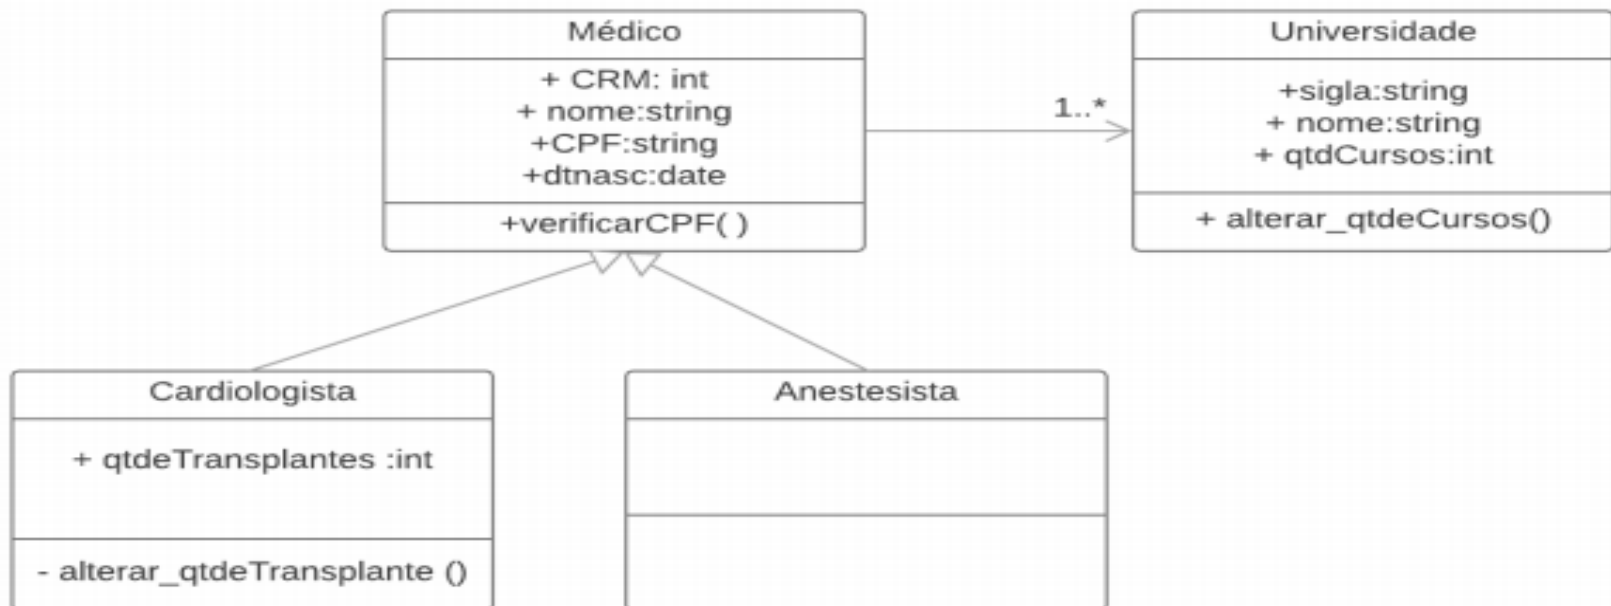 Médico
+ CRM: int
+ nome:string
+CPF:string
+dtnasc:date
+verificarCPF( )
1..*
Universidade
+sigla:string
+ nome:string
+ qtdCursos:int
+ alterar_qtdeCursos()
Cardiologista
+ qtdeTransplantes :int
- alterar_qtdeTransplante ()
Anestesista